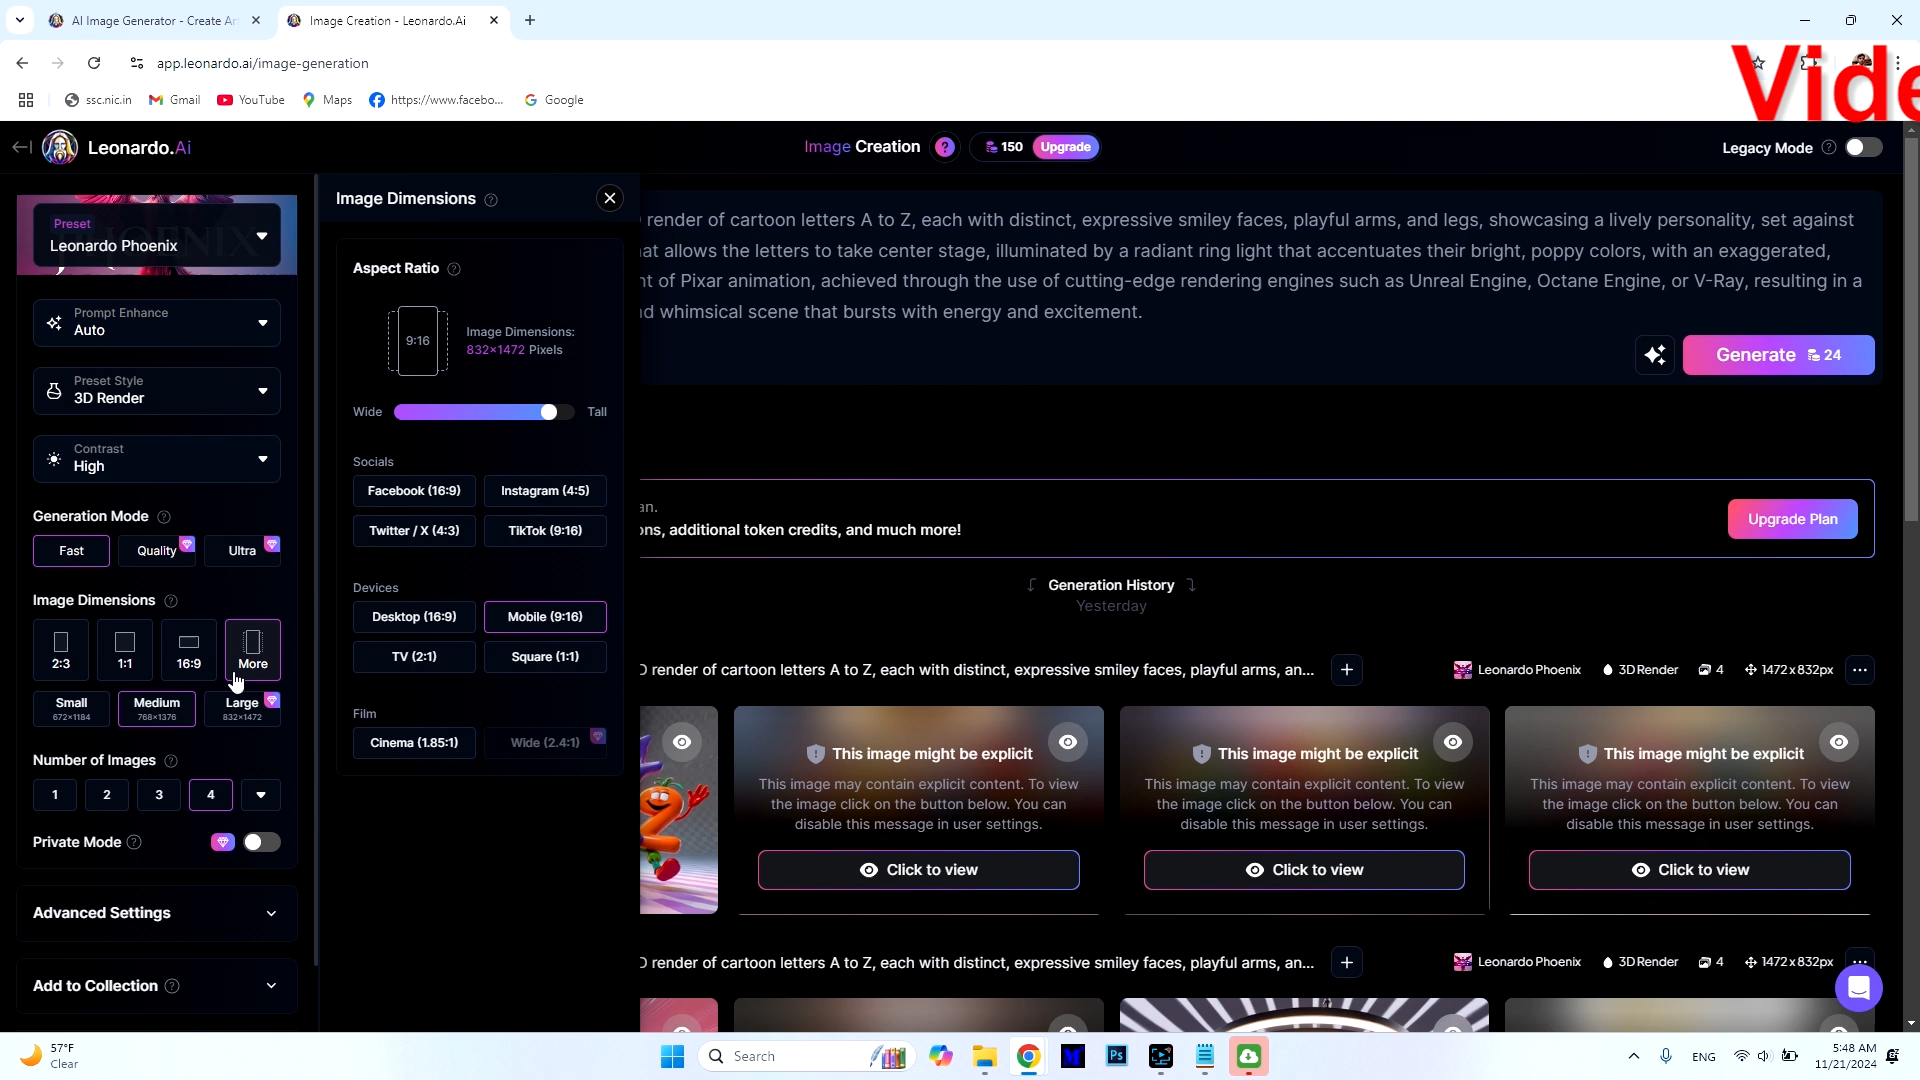 AI Image Generator - Create Ar
Image Creation - Leonardo.Ai
app.leonardo.ai/image-generation
ssc.nic.in
Gmail
YouTube
Maps
https://www.facebo...
Google
Vide
Leonardo.Ai
Image Creation
?
150
Upgrade
Legacy Mode
Preset
Leonardo Phoenix
Prompt Enhance
Auto
Preset Style
3D Render
Contrast
High
Generation Mode
Fast
Quality
Ultra
Image Dimensions
2:3
1:1
16:9
More
Small
672×1184
Medium
768×1376
Large
832×1472
Number of Images
1
2
3
4
Private Mode
Advanced Settings
Add to Collection
Image Dimensions
Aspect Ratio
9:16
Image Dimensions:
832×1472 Pixels
Wide
Tall
Socials
Facebook (16:9)
Instagram (4:5)
Twitter / X (4:3)
TikTok (9:16)
Devices
Desktop (16:9)
Mobile (9:16)
TV (2:1)
Square (1:1)
Film
Cinema (1.85:1)
Wide (2.4:1)
render of cartoon letters A to Z, each with distinct, expressive smiley faces, playful arms, and legs, showcasing a lively personality, set against
at allows the letters to take center stage, illuminated by a radiant ring light that accentuates their bright, poppy colors, with an exaggerated,
t of Pixar animation, achieved through the use of cutting-edge rendering engines such as Unreal Engine, Octane Engine, or V-Ray, resulting in a
d whimsical scene that bursts with energy and excitement.
Generate 24
an.
ons, additional token credits, and much more!
Upgrade Plan
Generation History
Yesterday
D render of cartoon letters A to Z, each with distinct, expressive smiley faces, playful arms, an...
Leonardo Phoenix
3D Render
4
1472 x 832px
This image might be explicit
This image may contain explicit content. To view
the image click on the button below. You can
disable this message in user settings.
Click to view
This image might be explicit
This image may contain explicit content. To view
the image click on the button below. You can
disable this message in user settings.
Click to view
This image might be explicit
This image may contain explicit content. To view
the image click on the button below. You can
disable this message in user settings.
Click to view
D render of cartoon letters A to Z, each with distinct, expressive smiley faces, playful arms, an...
Leonardo Phoenix
3D Render
4
1472 x 832px
57°F
Clear
Search
Ps
ENG
5:48 AM
11/21/2024